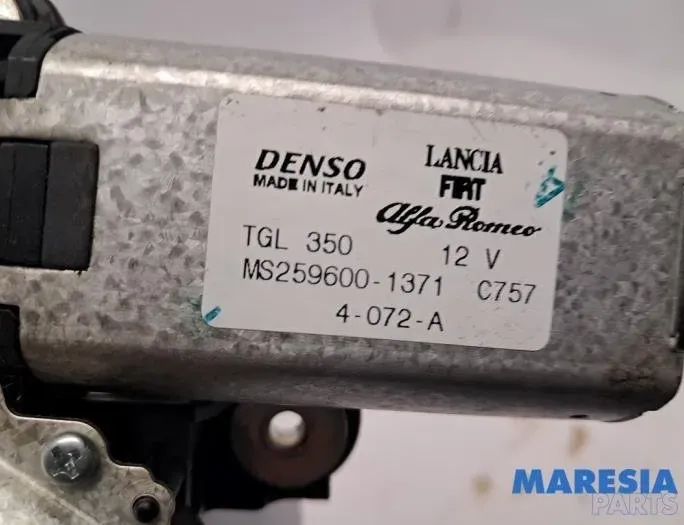 DENSO
MADE IN ITALY
LANCIA
FIAT
Alfa Romeo
TGL 350 12 V
MS259600-1371 C757
4-072-A
MARESIA
PARTS